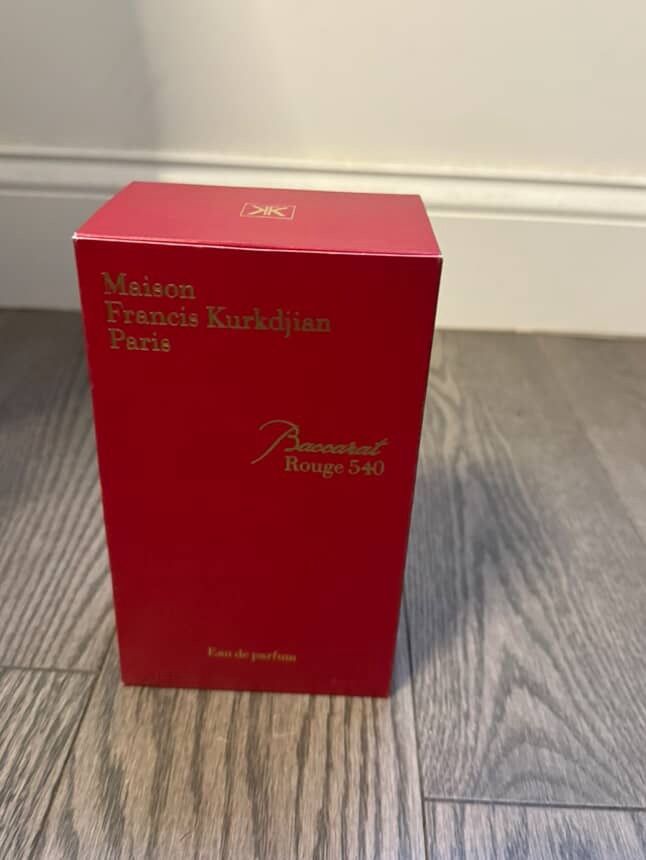 Maison
Francis Kurkdjian
Paris
Baccarat
Rouge 540
Eau de parfum